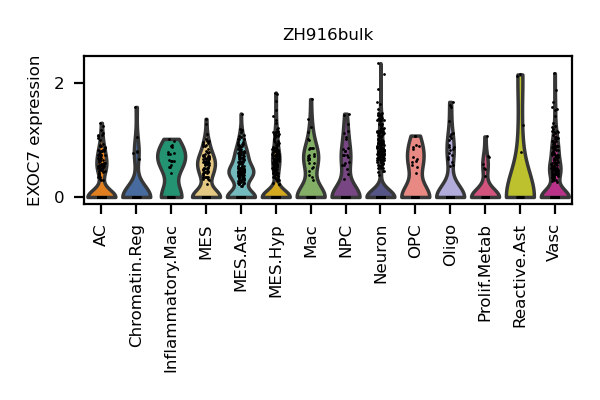 ZH916bulk
EXOC7 expression
2
0
AC
Chromatin.Reg
Inflammatory.Mac
MES
MES.Ast
MES.Hyp
Mac
NPC
Neuron
OPC
Oligo
Prolif.Metab
Reactive.Ast
Vasc